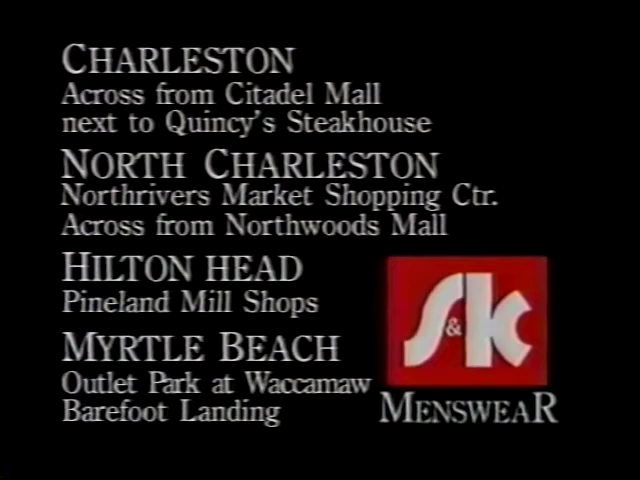 CHARLESTON
Across from Citadel Mall
next to Quincy's Steakhouse
NORTH CHARLESTON
Northrivers Market Shopping Ctr.
Across from Northwoods Mall
HILTON HEAD
Pineland Mill Shops
MYRTLE BEACH
Outlet Park at Waccamaw
Barefoot Landing
S&K
MENSWEAR